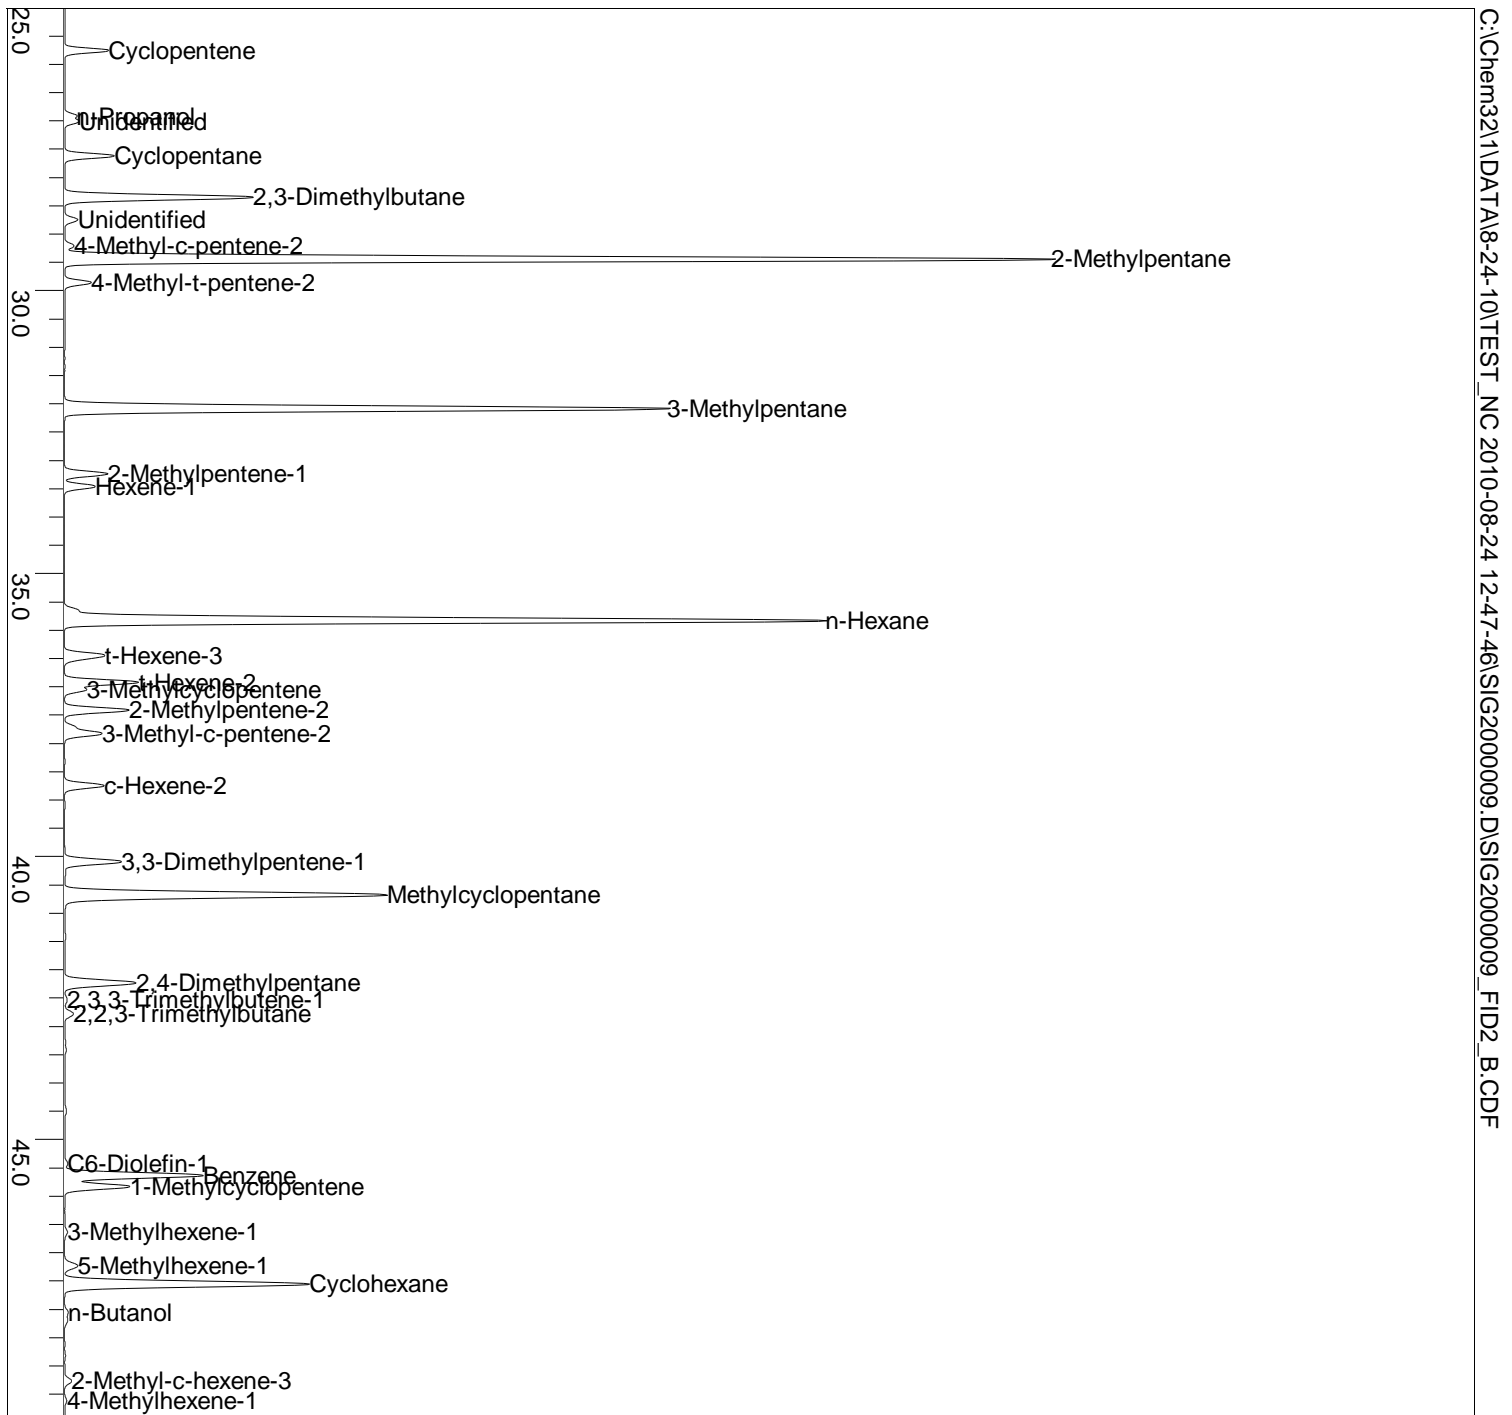 C:\Chem32\1\DATA\8-24-10\TEST_NC 2010-08-24 12-47-46\SIG2000009.D\SIG2000009_FID2_B.CDF
25.0
Cyclopentene
n-Propanol
Unidentified
Cyclopentane
2,3-Dimethylbutane
Unidentified
4-Methyl-c-pentene-2
2-Methylpentane
4-Methyl-t-pentene-2
30.0
3-Methylpentane
2-Methylpentene-1
Hexene-1
35.0
n-Hexane
t-Hexene-3
t-Hexene-2
3-Methylcyclopentene
2-Methylpentene-2
3-Methyl-c-pentene-2
c-Hexene-2
3,3-Dimethylpentene-1
40.0
Methylcyclopentane
2,4-Dimethylpentane
2,3,3-Trimethylbutene-1
2,2,3-Trimethylbutane
45.0
C6-Diolefin-1
Benzene
1-Methylcyclopentene
3-Methylhexene-1
5-Methylhexene-1
Cyclohexane
n-Butanol
2-Methyl-c-hexene-3
4-Methylhexene-1